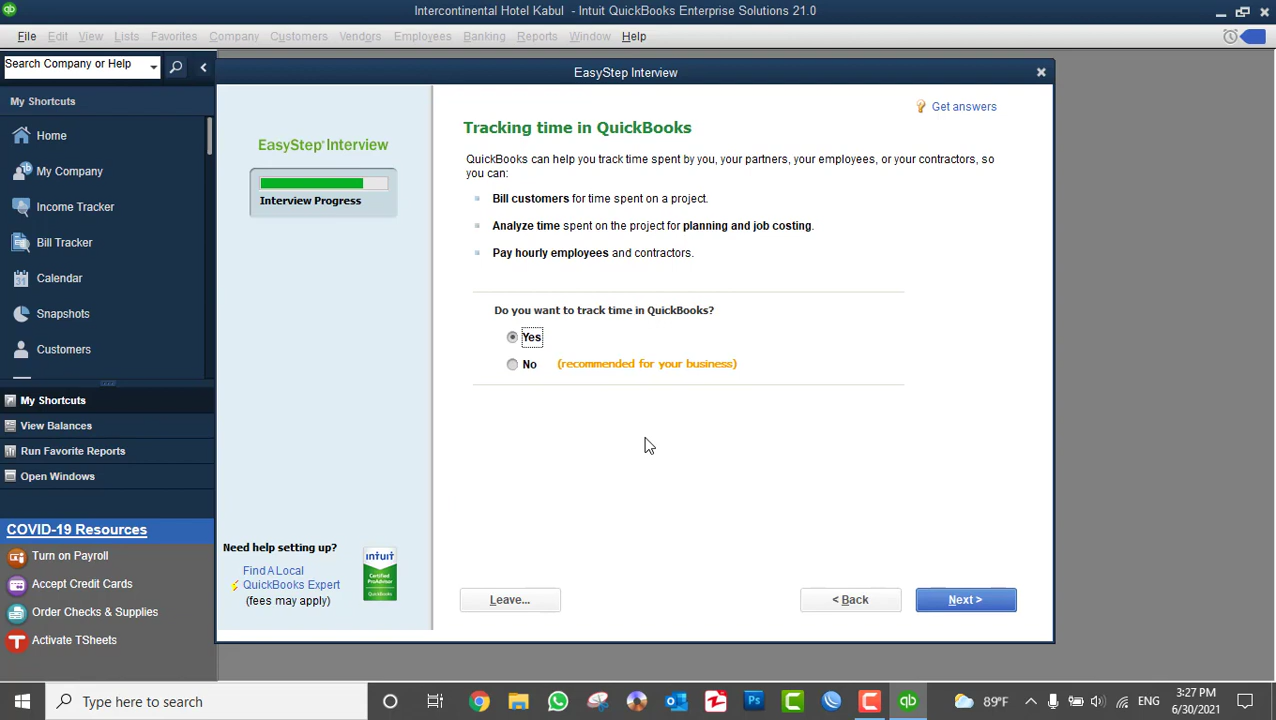 Intercontinental Hotel Kabul - Intuit QuickBooks Enterprise Solutions 21.0
File Edit View Lists Favorites Company Customers Vendors Employees Banking Reports Window Help
Search Company or Help
EasyStep Interview
My Shortcuts
Home
My Company
Income Tracker
Bill Tracker
Calendar
31
Snapshots
Customers
My Shortcuts
View Balances
Run Favorite Reports
Open Windows
COVID-19 Resources
Turn on Payroll
Accept Credit Cards
Order Checks & Supplies
Activate TSheets
EasyStep Interview
Interview Progress
Need help setting up?
Find A Local
QuickBooks Expert
(fees may apply)
intuit
Certified
ProAdvisor
QuickBooks
Get answers
Tracking time in QuickBooks
QuickBooks can help you track time spent by you, your partners, your employees, or your contractors, so
you can:
Bill customers for time spent on a project.
Analyze time spent on the project for planning and job costing.
Pay hourly employees and contractors.
Do you want to track time in QuickBooks?
Yes
No (recommended for your business)
Leave...
< Back
Next >
Type here to search
Ps
qb
89°F
ENG
3:27 PM
6/30/2021